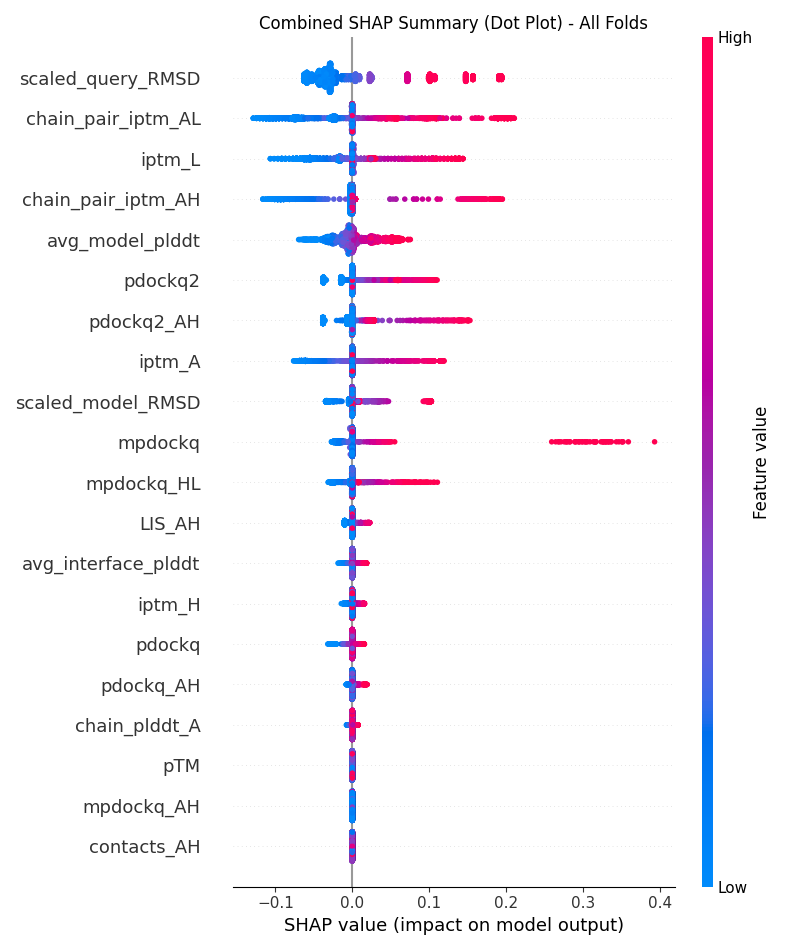 Combined SHAP Summary (Dot Plot) - All Folds
High
scaled_query_RMSD
chain_pair_iptm_AL
iptm_L
chain_pair_iptm_AH
avg_model_plddt
pdockq2
pdockq2_AH
iptm_A
scaled_model_RMSD
mpdockq
mpdockq_HL
LIS_AH
avg_interface_plddt
iptm_H
pdockq
pdockq_AH
chain_plddt_A
pTM
mpdockq_AH
contacts_AH
Feature value
Low
−0.1 0.0 0.1 0.2 0.3 0.4
SHAP value (impact on model output)